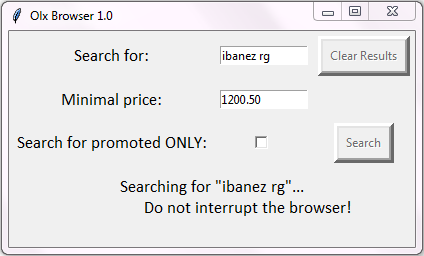 Olx Browser 1.0
Search for: ibanez rg Clear Results
Minimal price: 1200.50
Search for promoted ONLY: Search
Searching for "ibanez rg"...
Do not interrupt the browser!